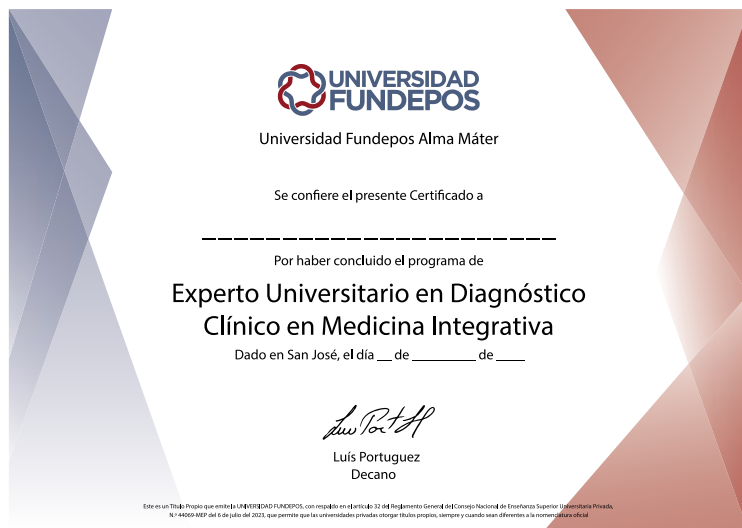 UNIVERSIDAD
FUNDEPOS
Universidad Fundepos Alma Máter
Se confiere el presente Certificado a
_ _ _ _ _ _ _ _ _ _ _ _ _ _ _ _ _ _ _ _ _ _
Por haber concluido el programa de
Experto Universitario en Diagnóstico
Clínico en Medicina Integrativa
Dado en San José, el día __ de _________ de ____
Luís Portuguez
Decano
Este es un Título Propio que emite la UNIVERSIDAD FUNDEPOS, con respaldo en el artículo 32 del Reglamento General del Consejo Nacional de Enseñanza Superior Universitaria Privada,
N.º 44069-MEP del 6 de julio del 2023, que permite que las universidades privadas otorgar títulos propios, siempre y cuando sean diferentes a la nomenclatura oficial